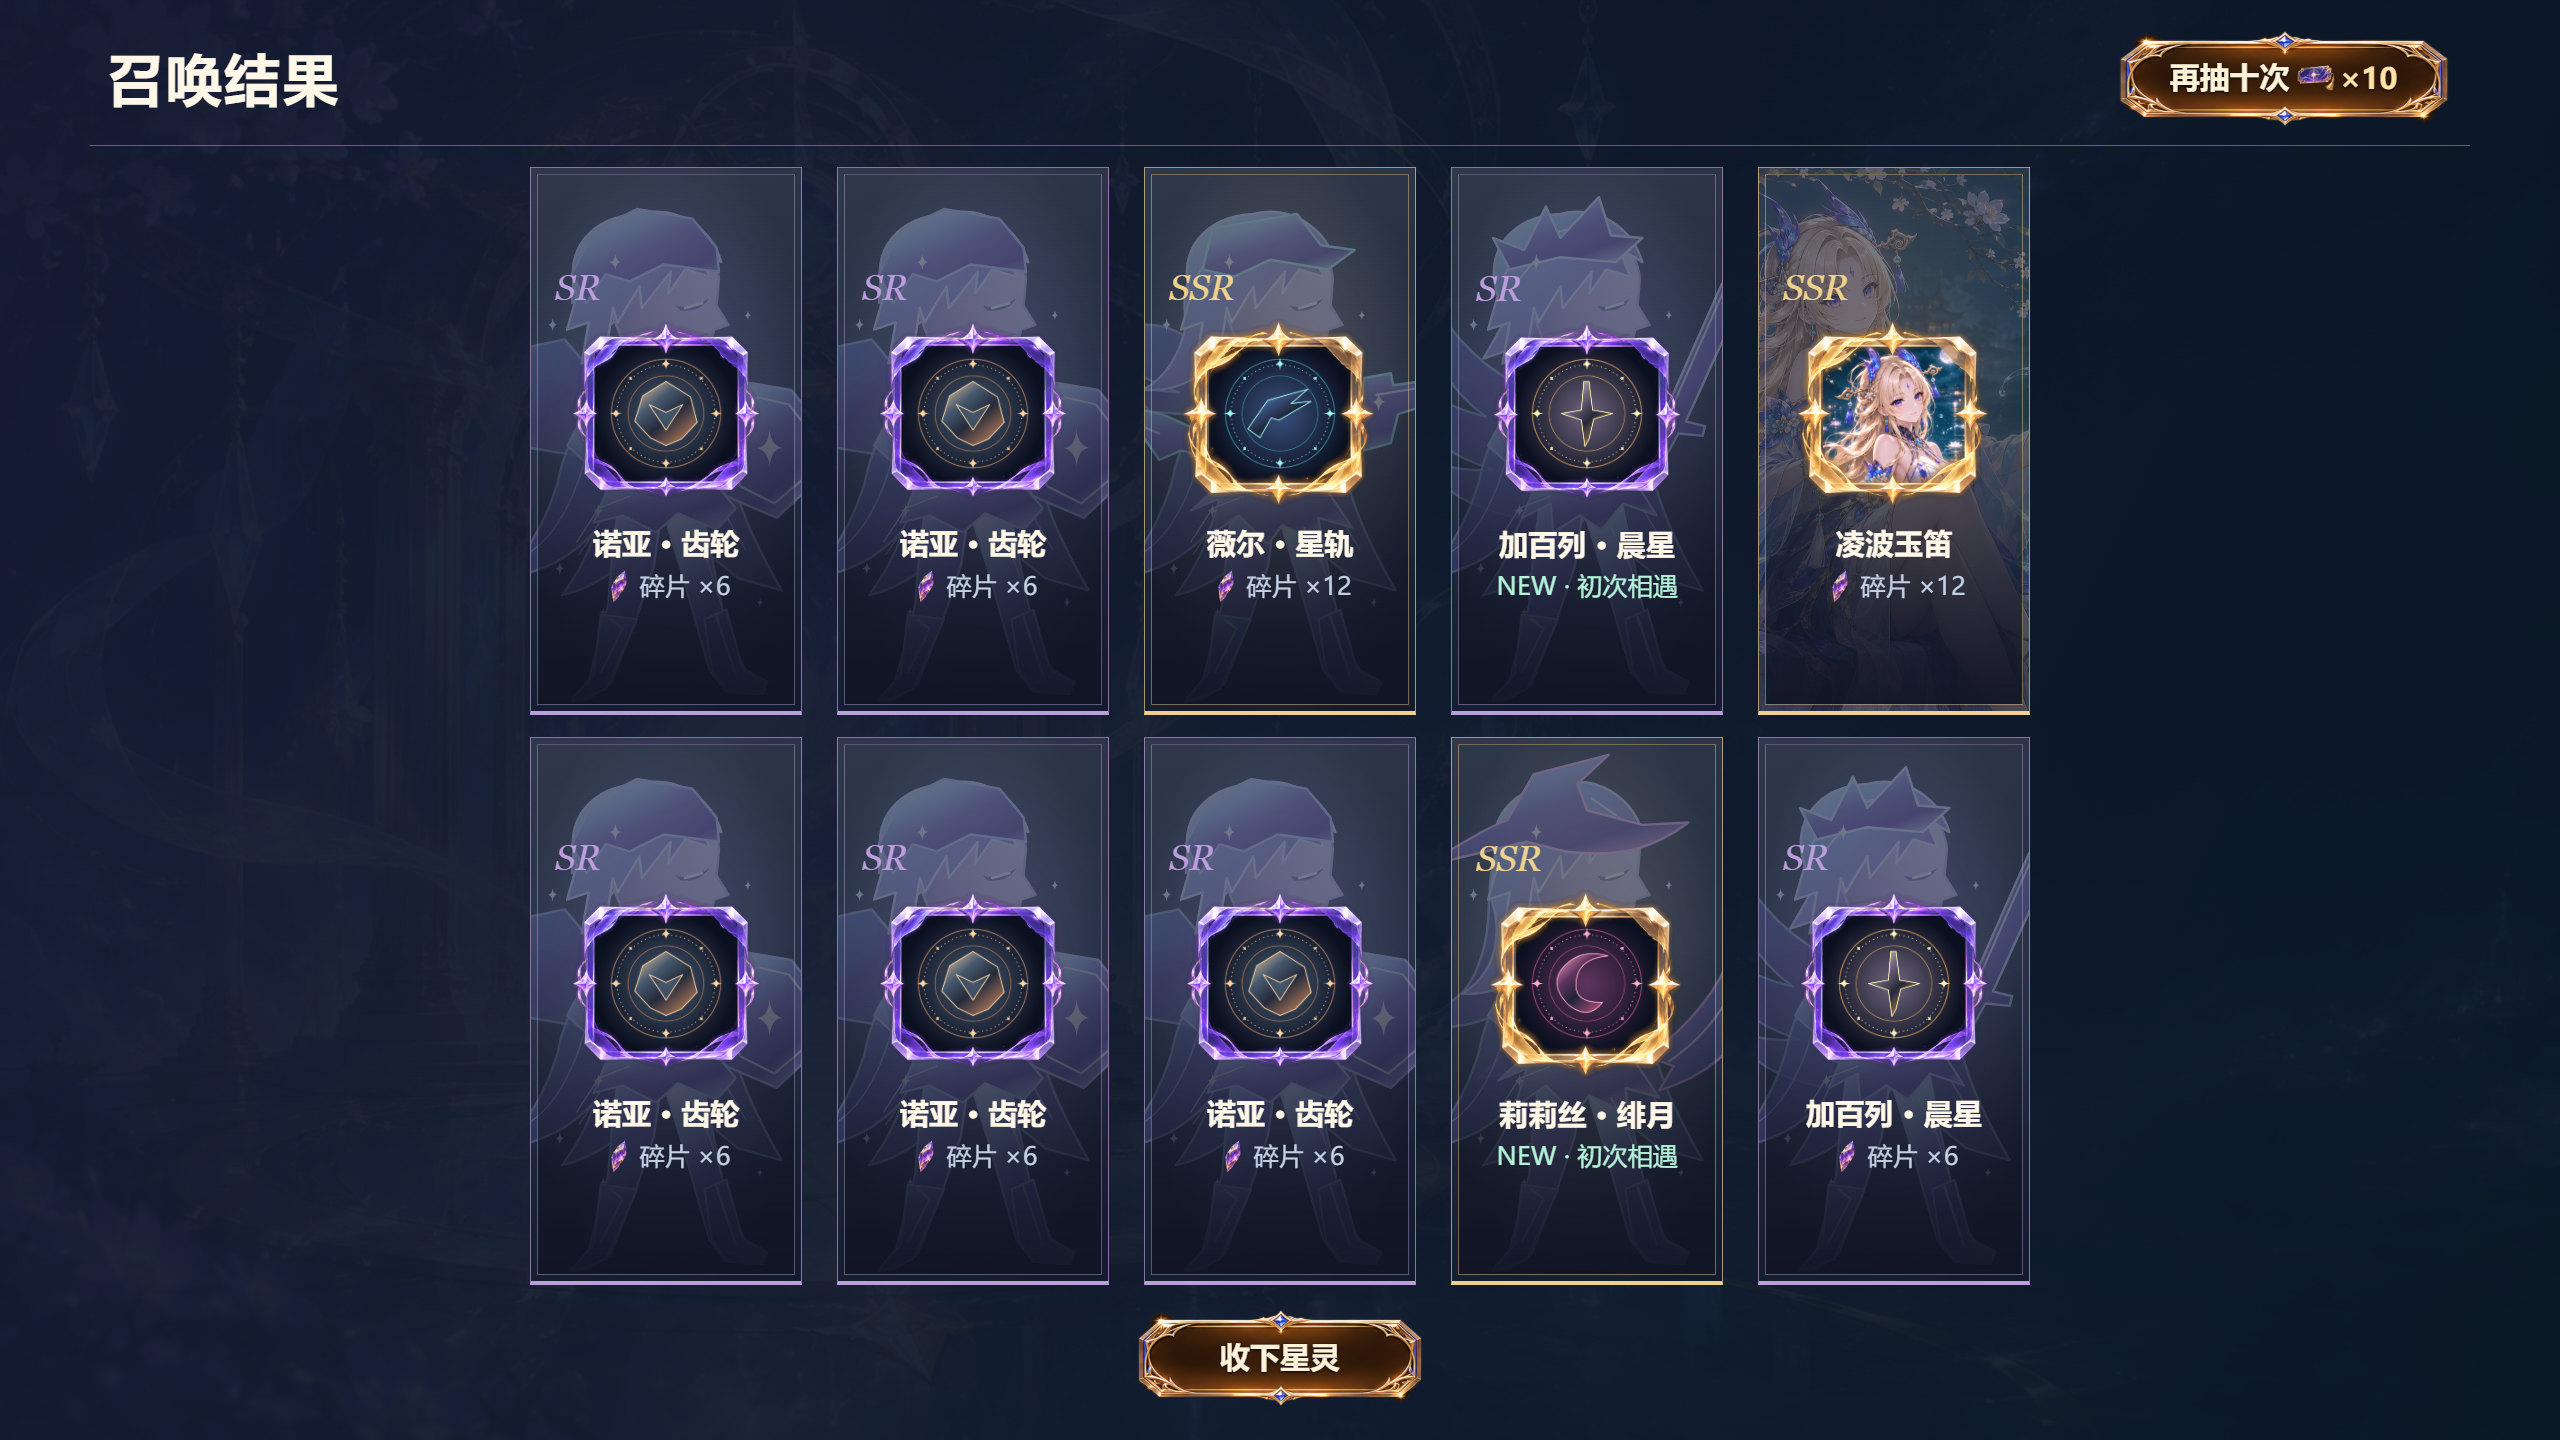 召唤结果
再抽十次 ×10
SR
诺亚·齿轮
碎片 ×6
SR
诺亚·齿轮
碎片 ×6
SSR
薇尔·星轨
碎片 ×12
SR
加百列·晨星
NEW · 初次相遇
SSR
凌波玉笛
碎片 ×12
SR
诺亚·齿轮
碎片 ×6
SR
诺亚·齿轮
碎片 ×6
SR
诺亚·齿轮
碎片 ×6
SSR
莉莉丝·绯月
NEW · 初次相遇
SR
加百列·晨星
碎片 ×6
收下星灵